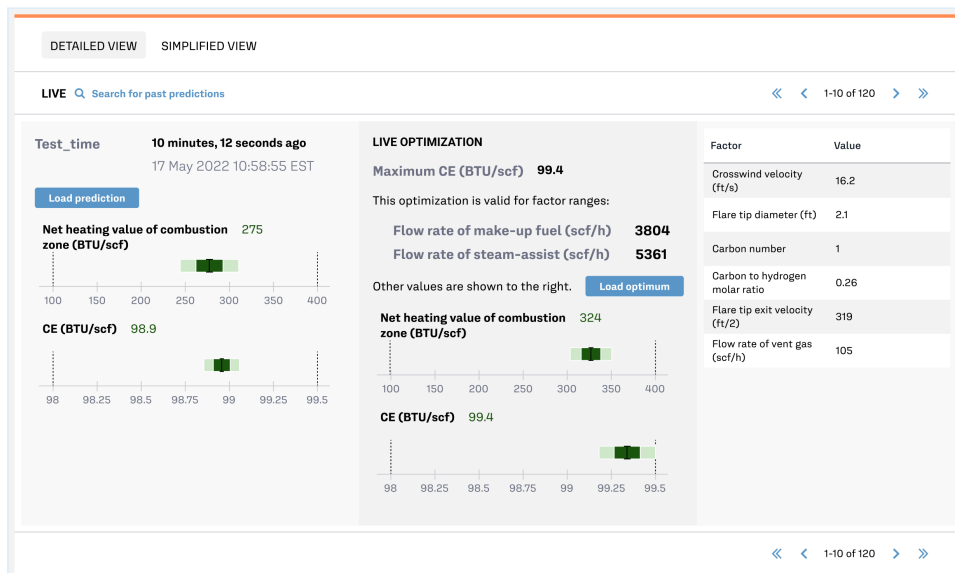 DETAILED VIEW SIMPLIFIED VIEW
LIVE Search for past predictions
1-10 of 120
Test_time 10 minutes, 12 seconds ago
17 May 2022 10:58:55 EST
Load prediction
Net heating value of combustion 275
zone (BTU/scf)
100 150 200 250 300 350 400
CE (BTU/scf) 98.9
98 98.25 98.5 98.75 99 99.25 99.5
LIVE OPTIMIZATION
Maximum CE (BTU/scf) 99.4
This optimization is valid for factor ranges:
Flow rate of make-up fuel (scf/h) 3804
Flow rate of steam-assist (scf/h) 5361
Other values are shown to the right. Load optimum
Net heating value of combustion 324
zone (BTU/scf)
100 150 200 250 300 350 400
CE (BTU/scf) 99.4
98 98.25 98.5 98.75 99 99.25 99.5
Factor Value
Crosswind velocity
(ft/s) 16.2
Flare tip diameter (ft) 2.1
Carbon number 1
Carbon to hydrogen
molar ratio 0.26
Flare tip exit velocity
(ft/2) 319
Flow rate of vent gas
(scf/h) 105
1-10 of 120